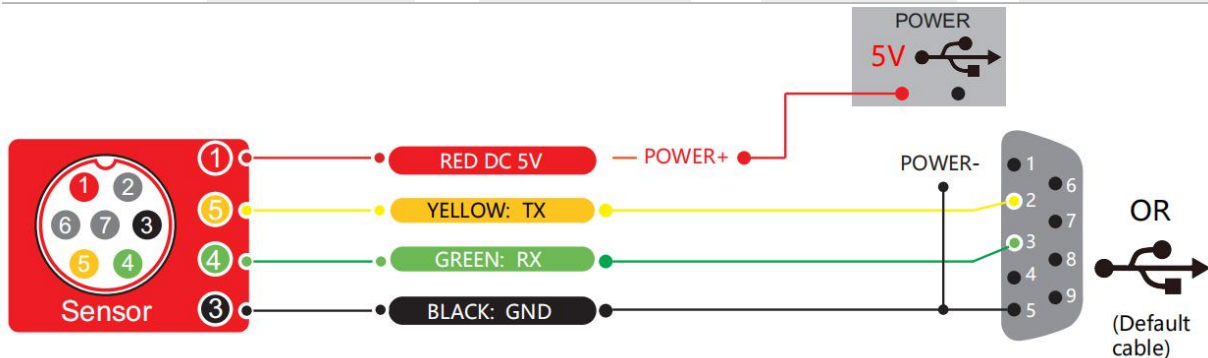 POWER
5V
1 RED DC 5V POWER+ POWER-
5 YELLOW: TX
4 GREEN: RX
3 BLACK: GND
1 2
6 7 3
5 4
Sensor
1
2
3
4
5
6
7
8
9
OR
(Default
cable)